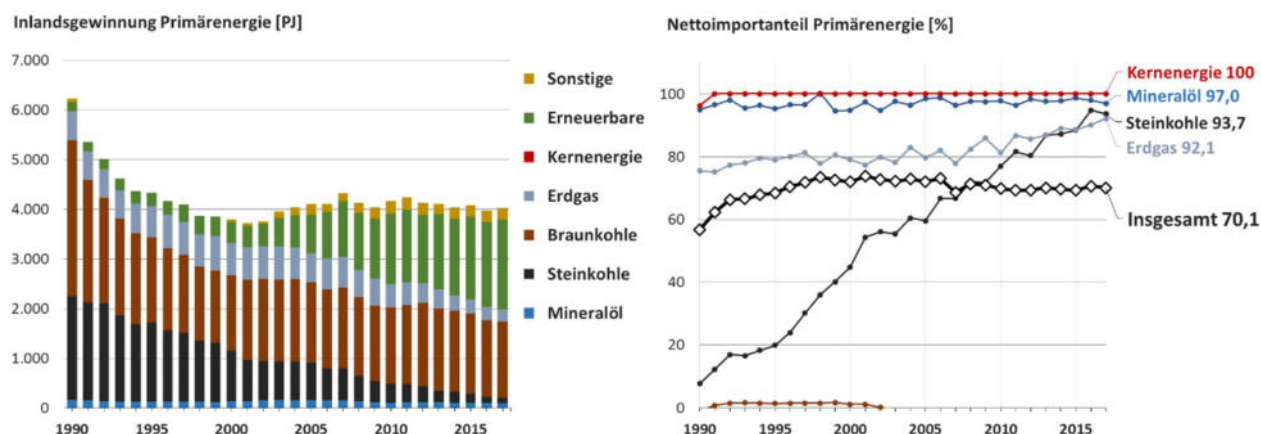 Inlandsgewinnung Primärenergie [PJ]
7.000
6.000
5.000
4.000
3.000
2.000
1.000
0
1990
1995
2000
2005
2010
2015
Sonstige
Erneuerbare
Kernenergie
Erdgas
Braunkohle
Steinkohle
Mineralöl
Nettoimportanteil Primärenergie [%]
100
80
60
40
20
0
1990
1995
2000
2005
2010
2015
Kernenergie 100
Mineralöl 97,0
Steinkohle 93,7
Erdgas 92,1
Insgesamt 70,1